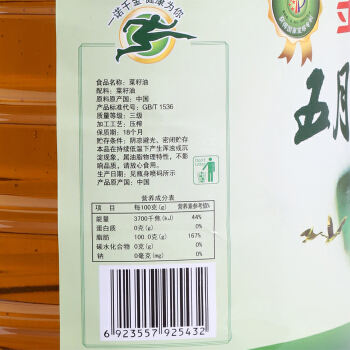 一诺千金 健康为你
五月
食品名称：菜籽油
配料：菜籽油
原料原产国：中国
产品标准代号：GB/T 1536
质量等级：三级
加工工艺：压榨
保质期：18个月
贮存条件：阴凉避光、密闭贮存
本品在持续低温下产生浑浊或沉
淀现象，属油脂物理特性，不影
响品质，请放心食用。
生产日期：见瓶身喷码所示
产品原产国：中国
营养成分表
项目 每100克(g) 营养素参考值%
能量 3700千焦(kJ) 44%
蛋白质 0克(g) 0%
脂肪 100.0克(g) 167%
碳水化合物 0克(g) 0%
钠 0毫克(mg) 0%
6 923557 925432